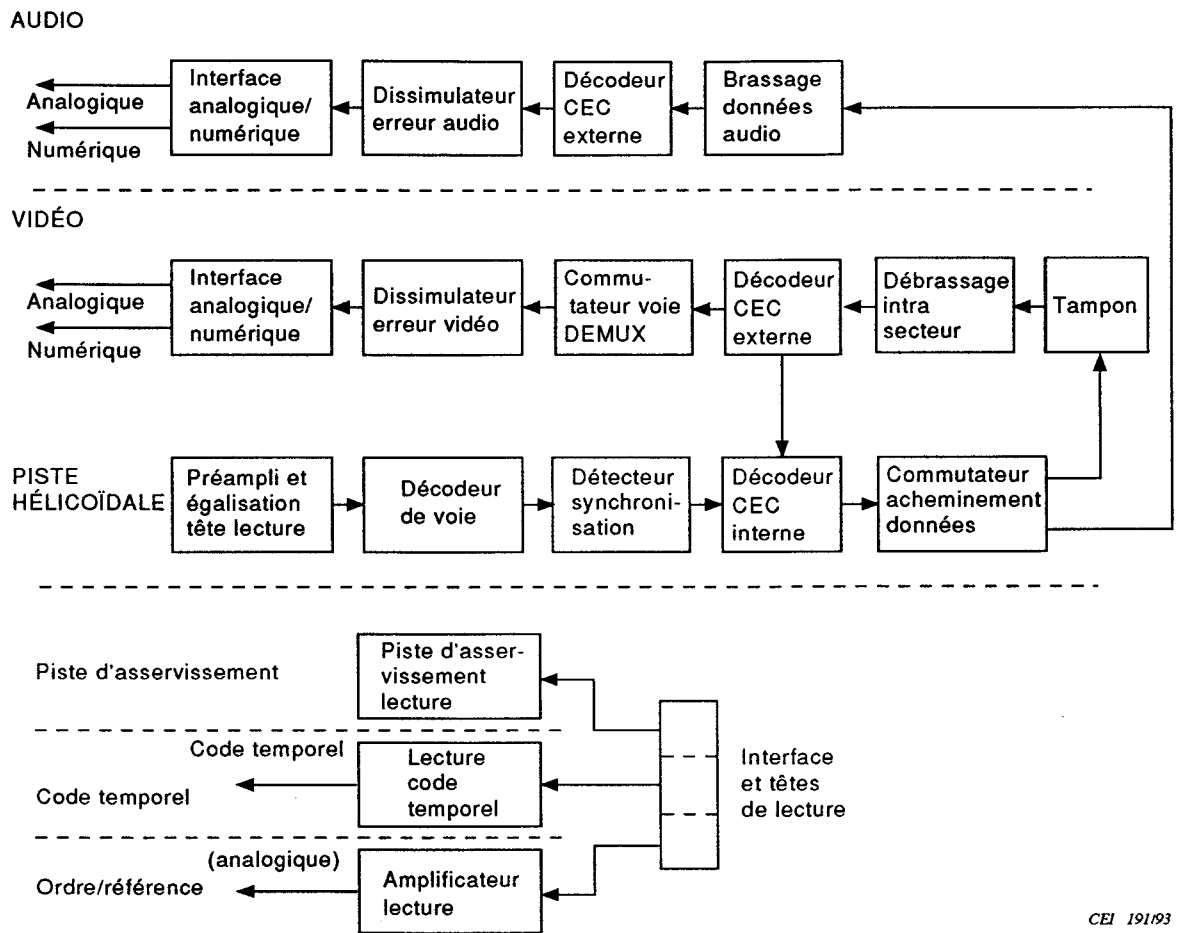 AUDIO
Analogique
Numérique
Interface
analogique/
numérique
Dissimulateur
erreur audio
Décodeur
CEC
externe
Brassage
données
audio
VIDÉO
Analogique
Numérique
Interface
analogique/
numérique
Dissimulateur
erreur vidéo
Commu-
tateur voie
DEMUX
Décodeur
CEC
externe
Débrassage
intra
secteur
Tampon
PISTE
HÉLICOÏDALE
Préampli et
égalisation
tête lecture
Décodeur
de voie
Détecteur
synchroni-
sation
Décodeur
CEC
interne
Commutateur
acheminement
données
Piste d'asservissement
Piste d'asser-
vissement
lecture
Code temporel
Code temporel
Lecture
code
temporel
Interface
et têtes
de lecture
(analogique)
Ordre/référence
Amplificateur
lecture
CEI 191/93